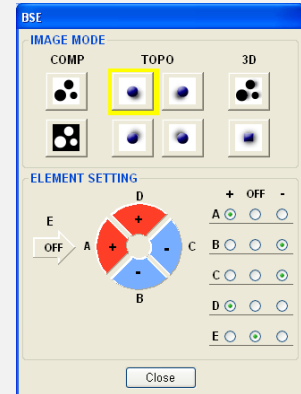 BSE
IMAGE MODE
COMP TOPO 3D
ELEMENT SETTING
D
+ OFF -
E
OFF
A + + - - C
B
A
B
C
D
E
Close